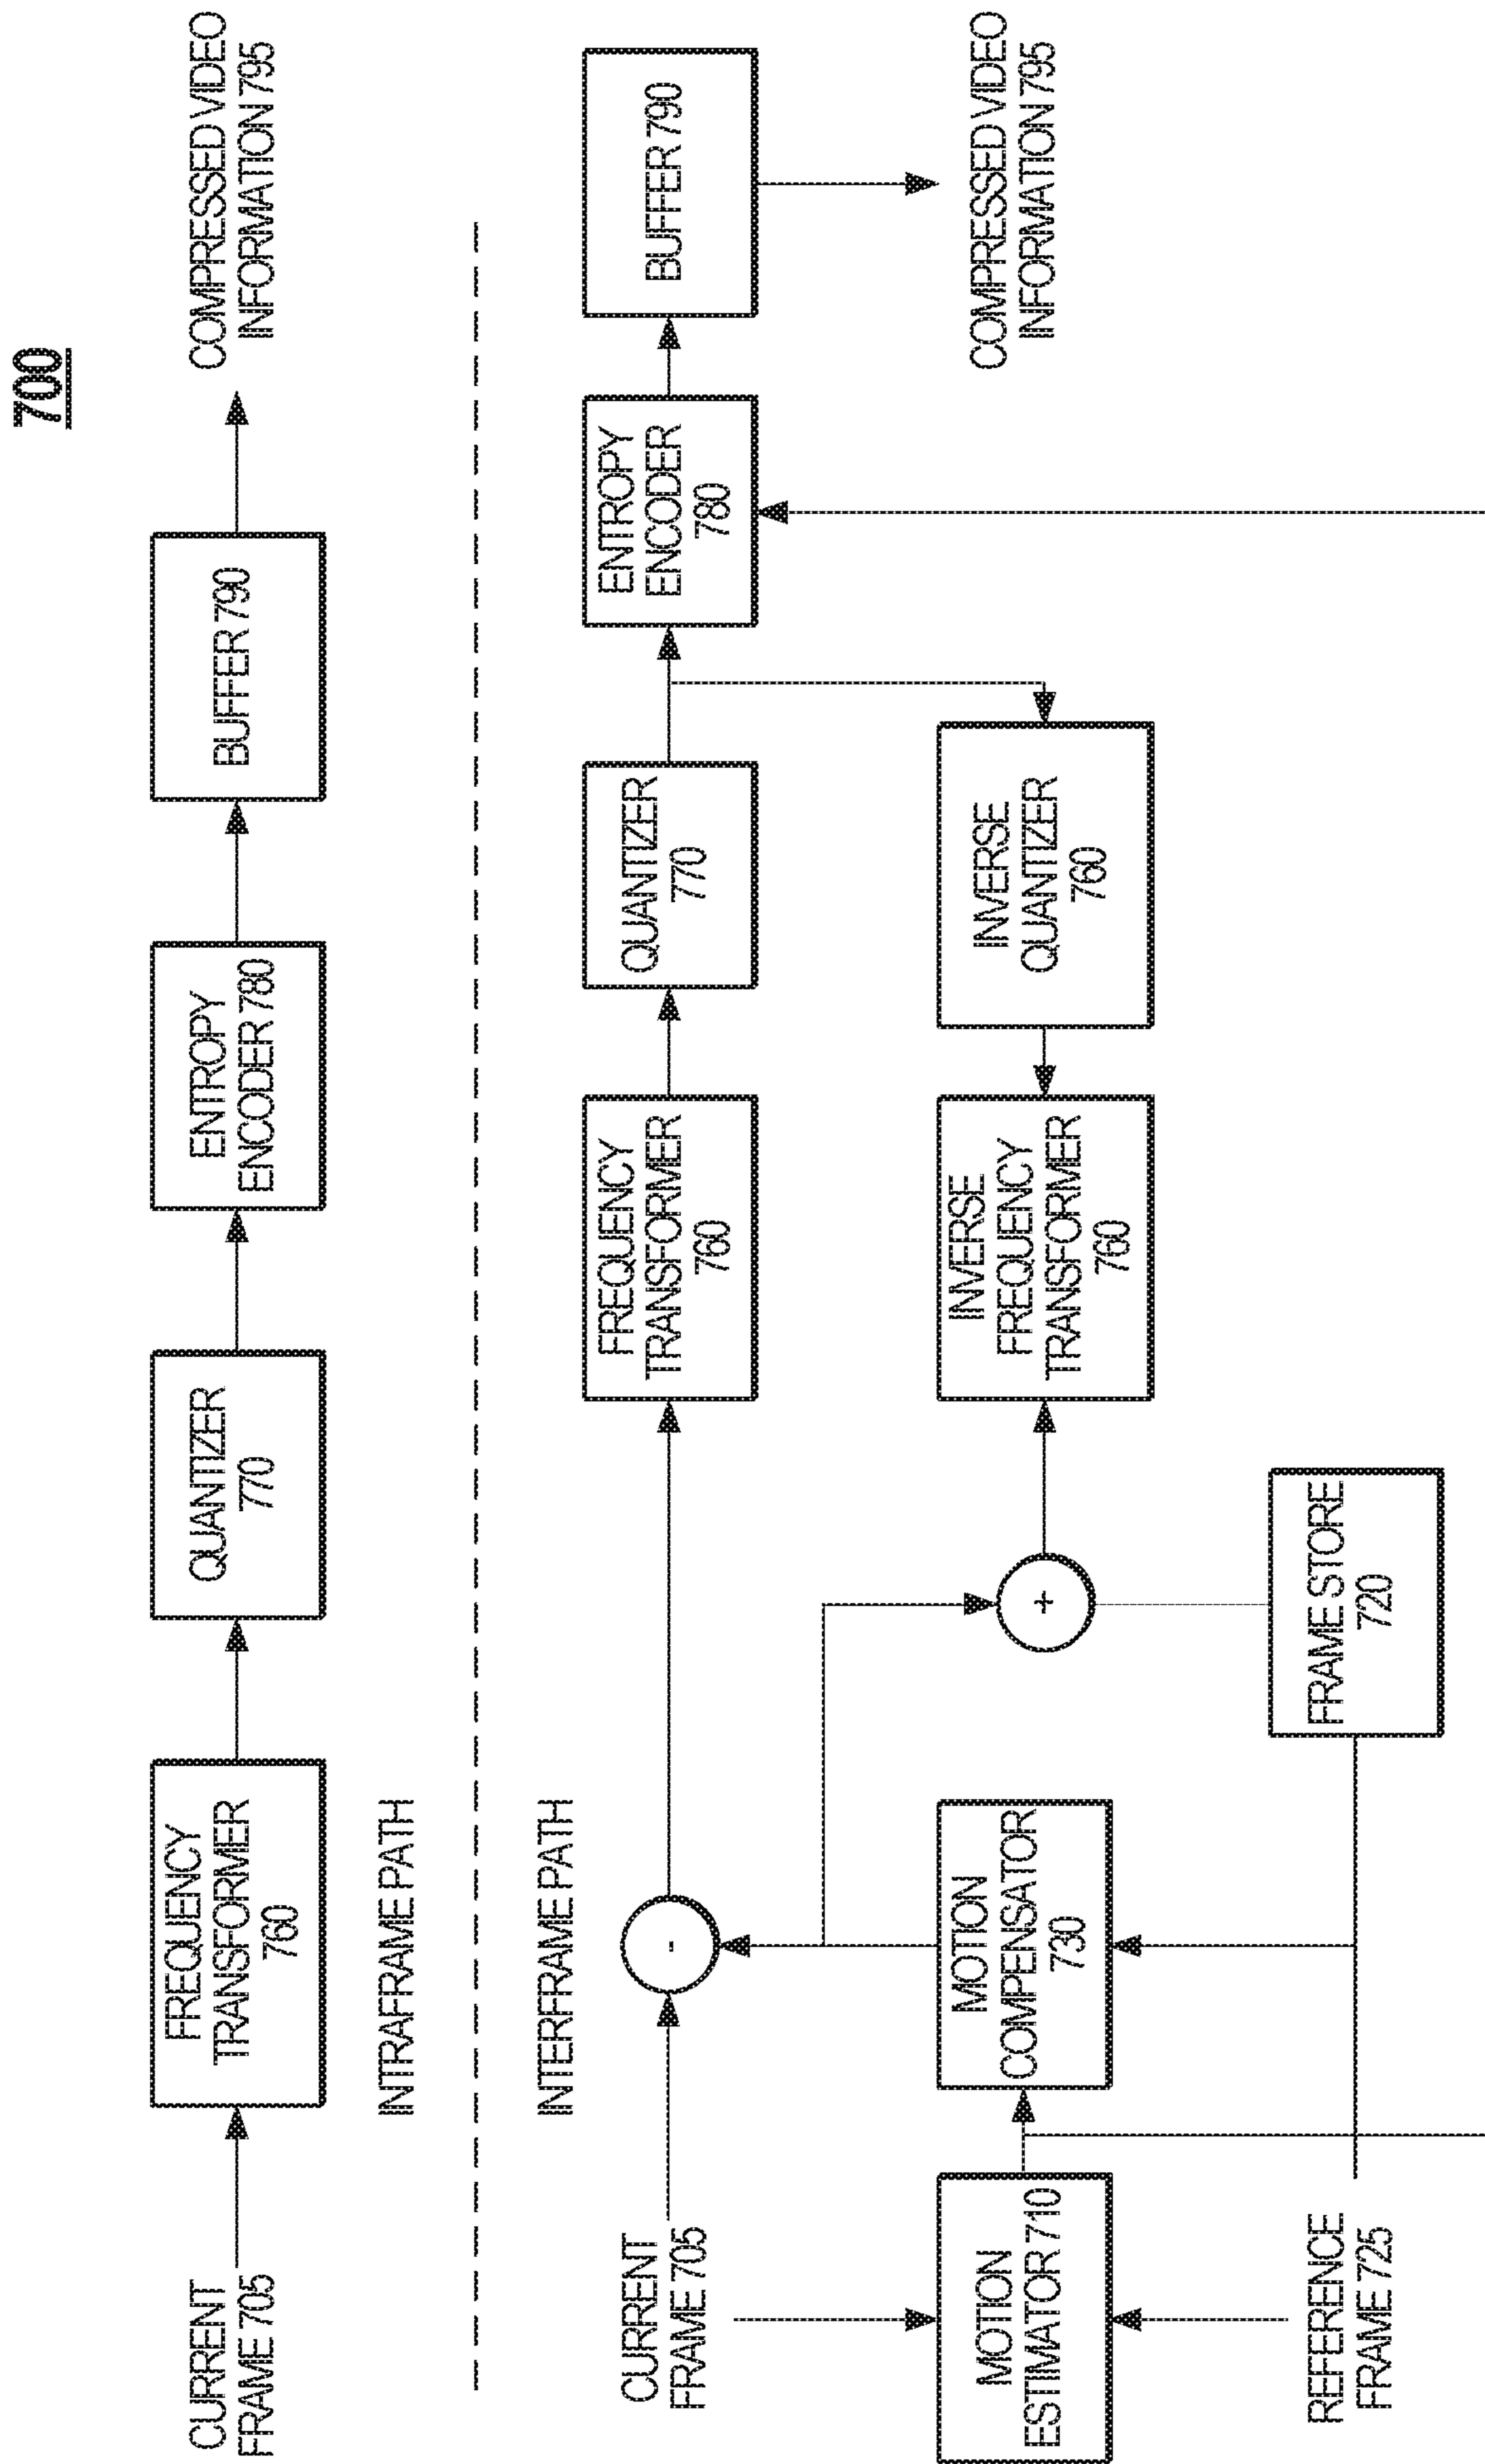 700
CURRENT
FRAME 705
FREQUENCY
TRANSFORMER
760
QUANTIZER
770
ENTROPY
ENCODER 780
BUFFER 790
COMPRESSED VIDEO
INFORMATION 795
INTRAFRAME PATH
INTERFRAME PATH
CURRENT
FRAME 705
-
FREQUENCY
TRANSFORMER
760
QUANTIZER
770
ENTROPY
ENCODER
780
BUFFER 790
MOTION
ESTIMATOR 710
MOTION
COMPENSATOR
730
+
INVERSE
FREQUENCY
TRANSFORMER
760
INVERSE
QUANTIZER
760
COMPRESSED VIDEO
INFORMATION 795
REFERENCE
FRAME 725
FRAME STORE
720